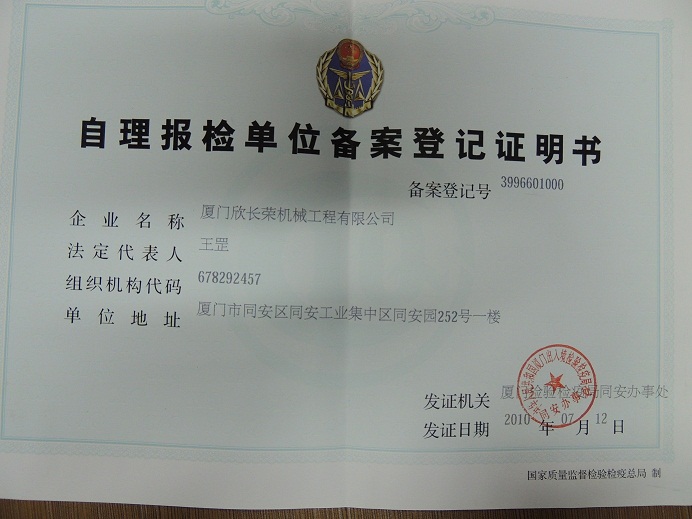 自理报检单位备案登记证明书
备案登记号 3996601000
企业名称 厦门欣长荣机械工程有限公司
法定代表人 王罡
组织机构代码 678292457
单位地址 厦门市同安区同安工业集中区同安园252号一楼
发证机关 厦门检验检疫局同安办事处
发证日期 2010 年 07 月 12 日
国家质量监督检验检疫总局 制